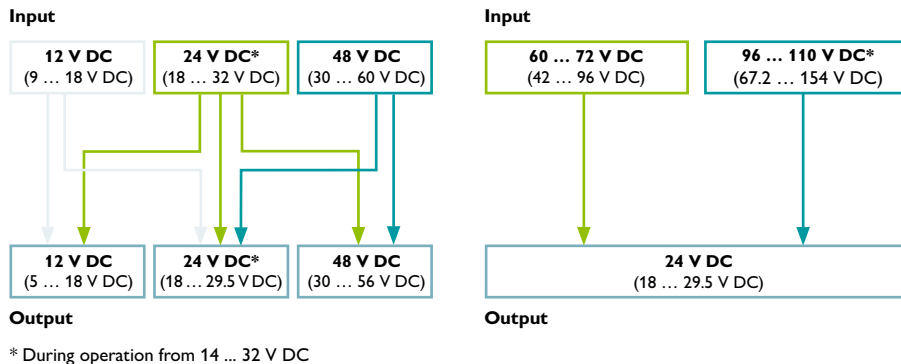 Input
12 V DC
(9 … 18 V DC)
24 V DC*
(18 … 32 V DC)
48 V DC
(30 … 60 V DC)
12 V DC
(5 … 18 V DC)
24 V DC*
(18 … 29.5 V DC)
48 V DC
(30 … 56 V DC)
Output
* During operation from 14 ... 32 V DC
Input
60 … 72 V DC
(42 … 96 V DC)
96 … 110 V DC*
(67.2 … 154 V DC)
24 V DC
(18 … 29.5 V DC)
Output